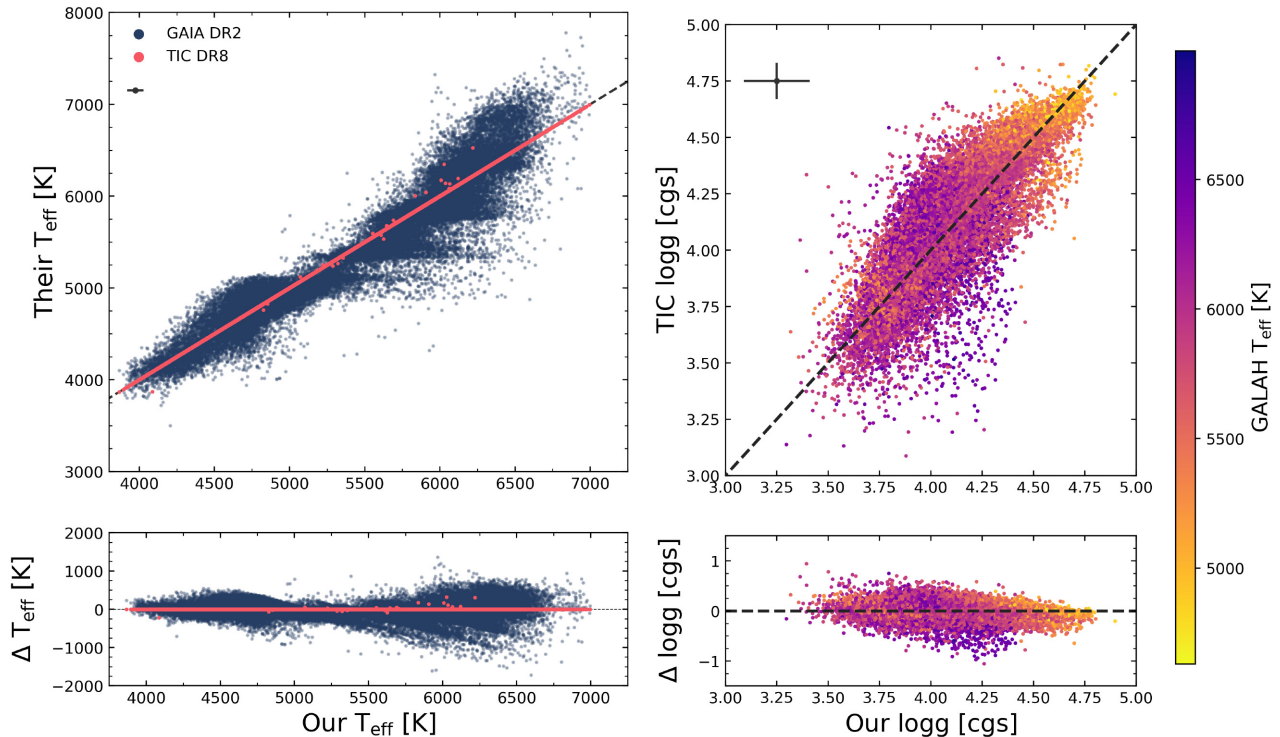 GAIA DR2
TIC DR8
8000
7000
6000
5000
4000
3000
Their T_eff [K]
4000 4500 5000 5500 6000 6500 7000
2000
1000
0
−1000
−2000
Δ T_eff [K]
4000 4500 5000 5500 6000 6500 7000
Our T_eff [K]
5.00
4.75
4.50
4.25
4.00
3.75
3.50
3.25
3.00
TIC logg [cgs]
3.00 3.25 3.50 3.75 4.00 4.25 4.50 4.75 5.00
1
0
−1
Δ logg [cgs]
3.00 3.25 3.50 3.75 4.00 4.25 4.50 4.75 5.00
Our logg [cgs]
6500
6000
5500
5000
GALAH T_eff [K]